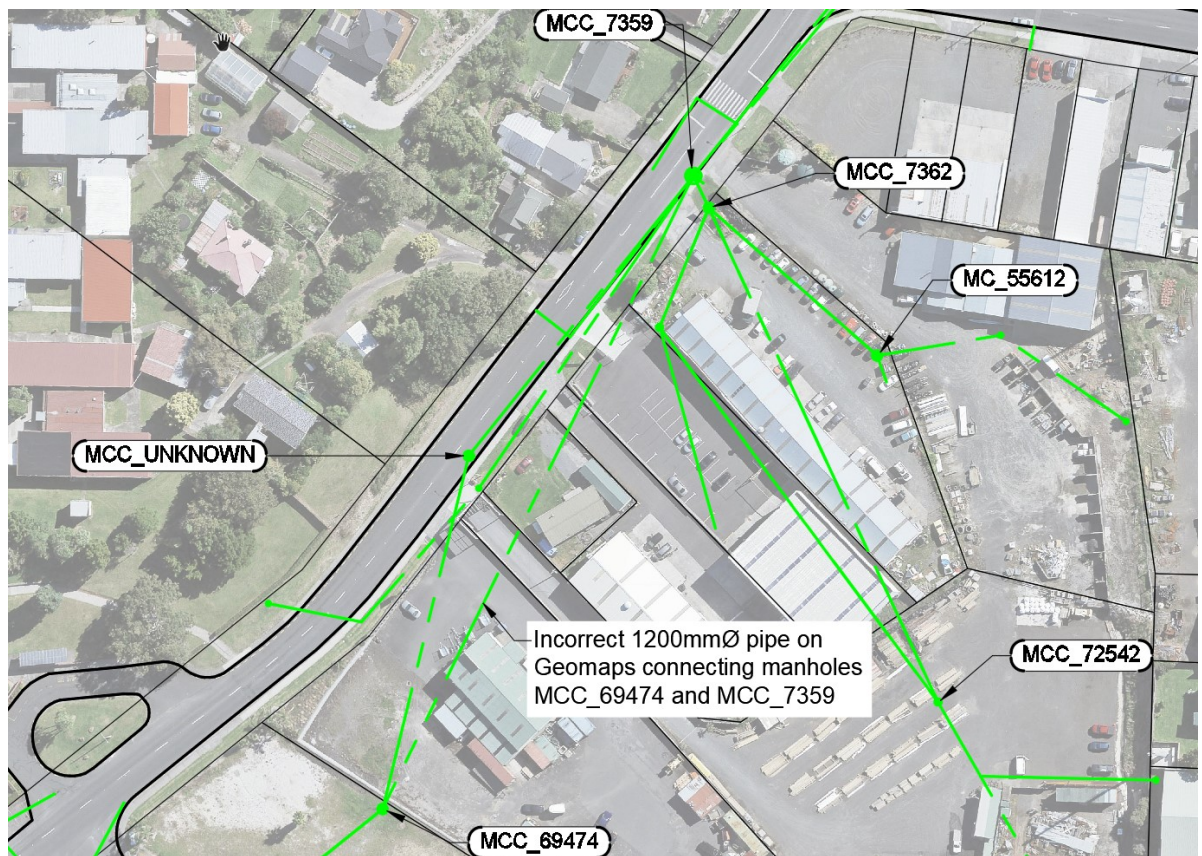 MCC_7359
MCC_7362
MC_55612
MCC_UNKNOWN
Incorrect 1200mmØ pipe on
Geomaps connecting manholes
MCC_69474 and MCC_7359
MCC_72542
MCC_69474